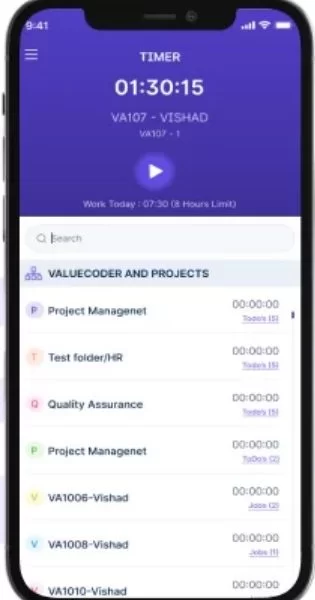 9:41
TIMER
01:30:15
VA107 - VISHAD
VA107 - 1
Work Today : 07:30 (8 Hours Limit)
Search
VALUECODER AND PROJECTS
P Project Managenet 00:00:00
Todo's (5)
T Test folder/HR 00:00:00
Todo's (5)
Q Quality Assurance 00:00:00
Todo's (5)
P Project Managenet 00:00:00
ToDo's (2)
V VA1006-Vishad 00:00:00
Jobs (2)
V VA1008-Vishad 00:00:00
Jobs (1)
V VA1010-Vishad 00:00:00